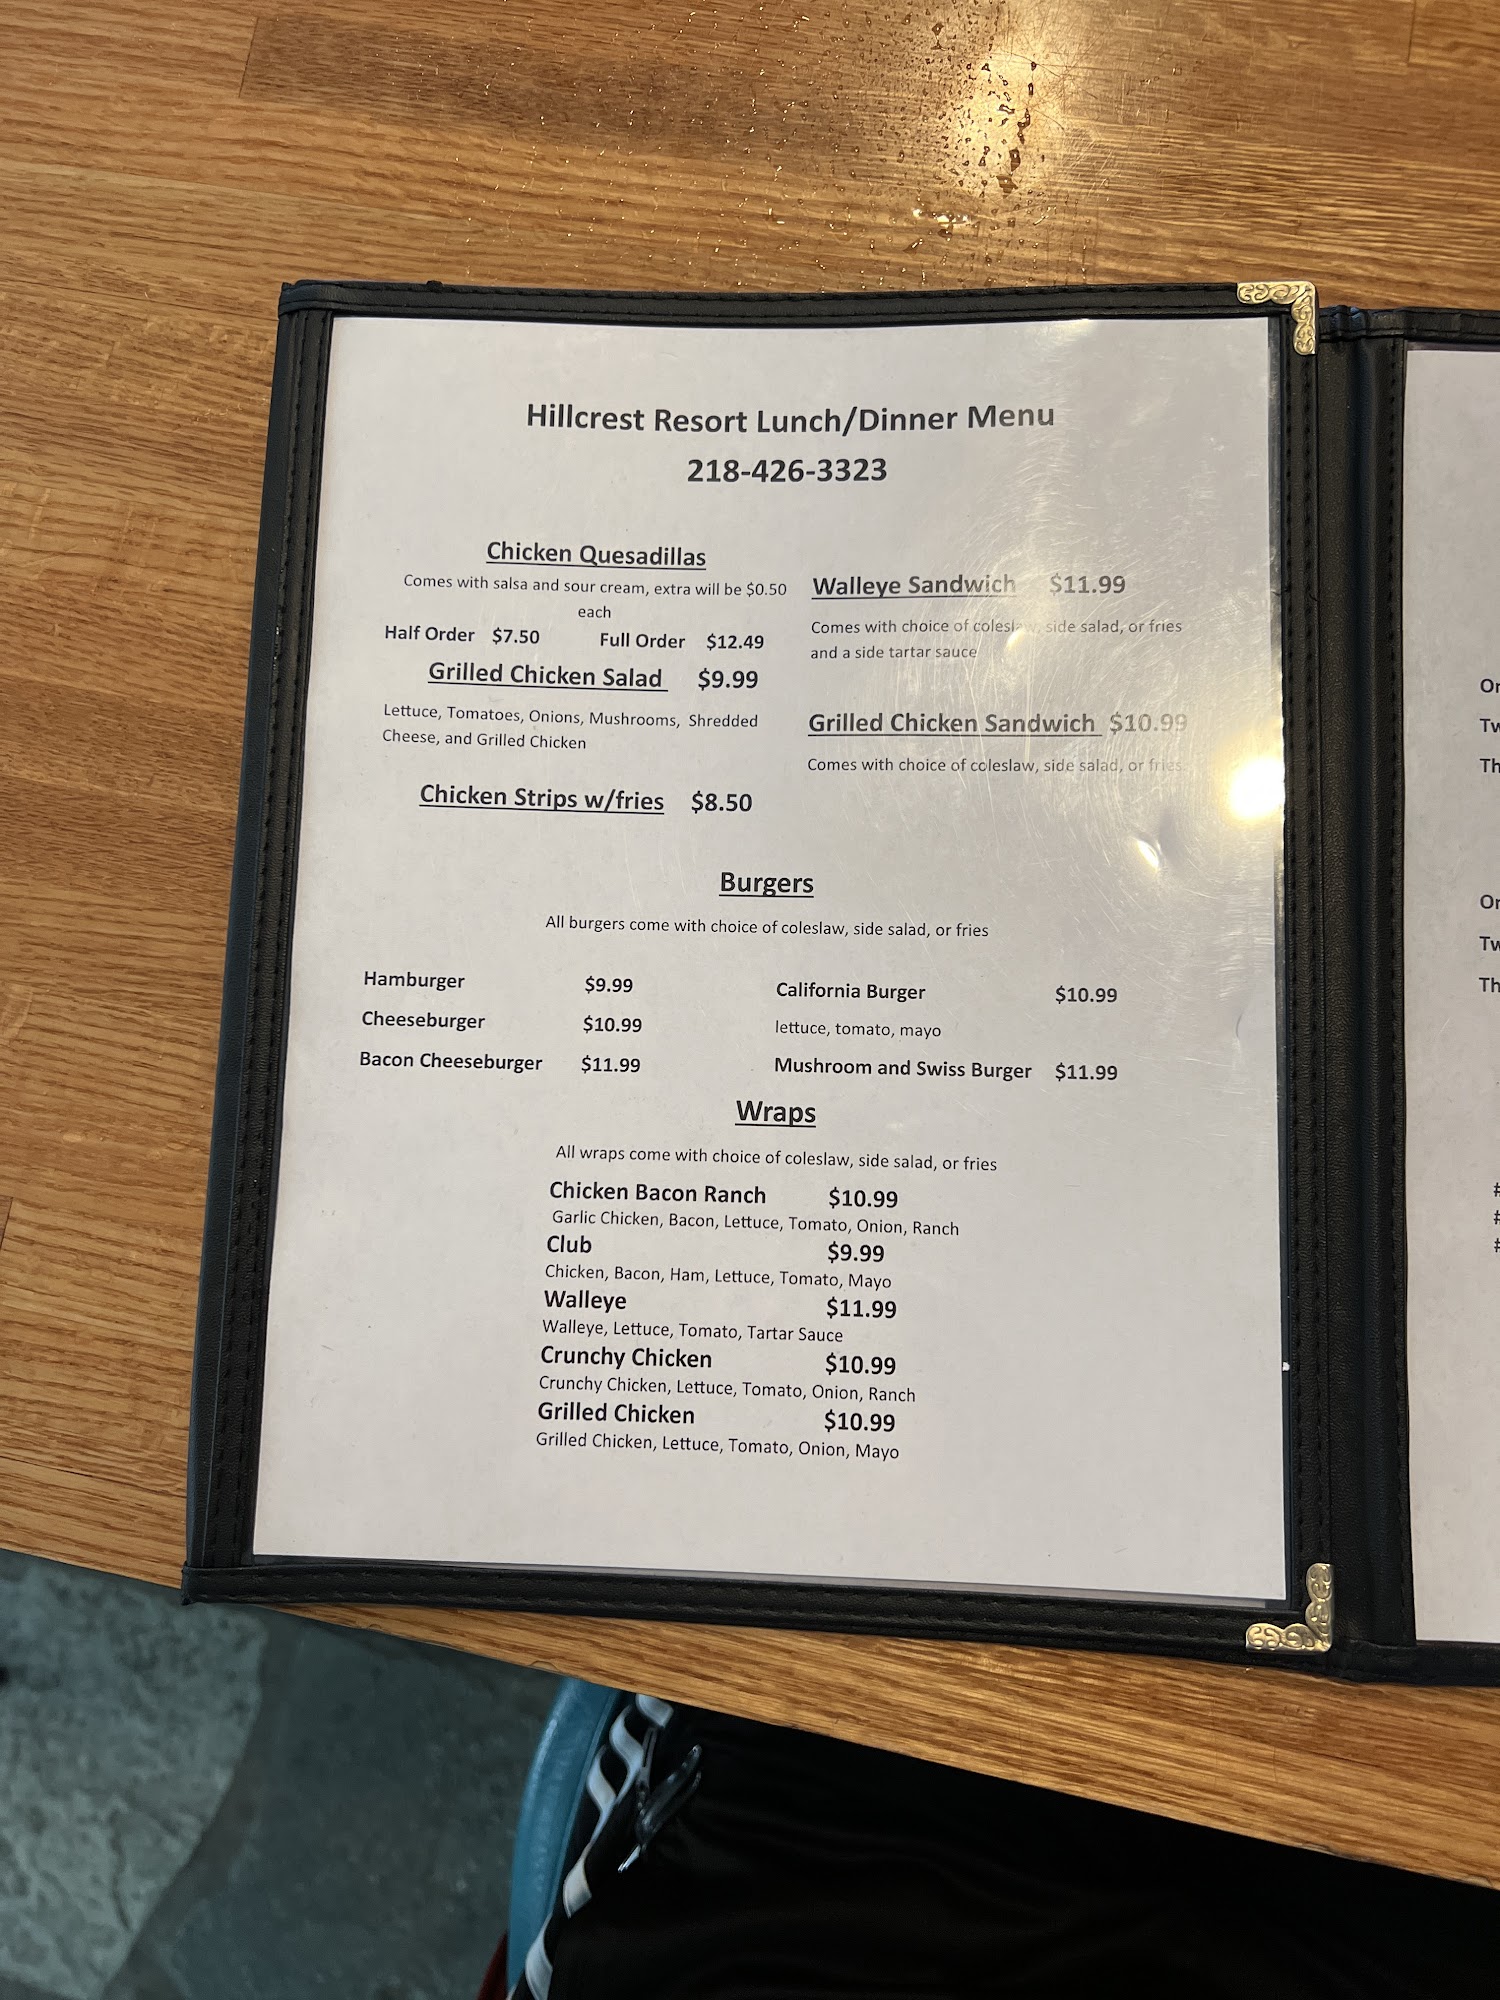 Hillcrest Resort Lunch/Dinner Menu
218-426-3323
Chicken Quesadillas
Comes with salsa and sour cream, extra will be $0.50
each
Half Order $7.50 Full Order $12.49
Grilled Chicken Salad $9.99
Lettuce, Tomatoes, Onions, Mushrooms, Shredded
Cheese, and Grilled Chicken
Chicken Strips w/fries $8.50
Walleye Sandwich $11.99
Comes with choice of coleslaw, side salad, or fries
and a side tartar sauce
Grilled Chicken Sandwich $10.99
Comes with choice of coleslaw, side salad, or fries
Burgers
All burgers come with choice of coleslaw, side salad, or fries
Hamburger $9.99
Cheeseburger $10.99
Bacon Cheeseburger $11.99
California Burger $10.99
lettuce, tomato, mayo
Mushroom and Swiss Burger $11.99
Wraps
All wraps come with choice of coleslaw, side salad, or fries
Chicken Bacon Ranch $10.99
Garlic Chicken, Bacon, Lettuce, Tomato, Onion, Ranch
Club $9.99
Chicken, Bacon, Ham, Lettuce, Tomato, Mayo
Walleye $11.99
Walleye, Lettuce, Tomato, Tartar Sauce
Crunchy Chicken $10.99
Crunchy Chicken, Lettuce, Tomato, Onion, Ranch
Grilled Chicken $10.99
Grilled Chicken, Lettuce, Tomato, Onion, Mayo